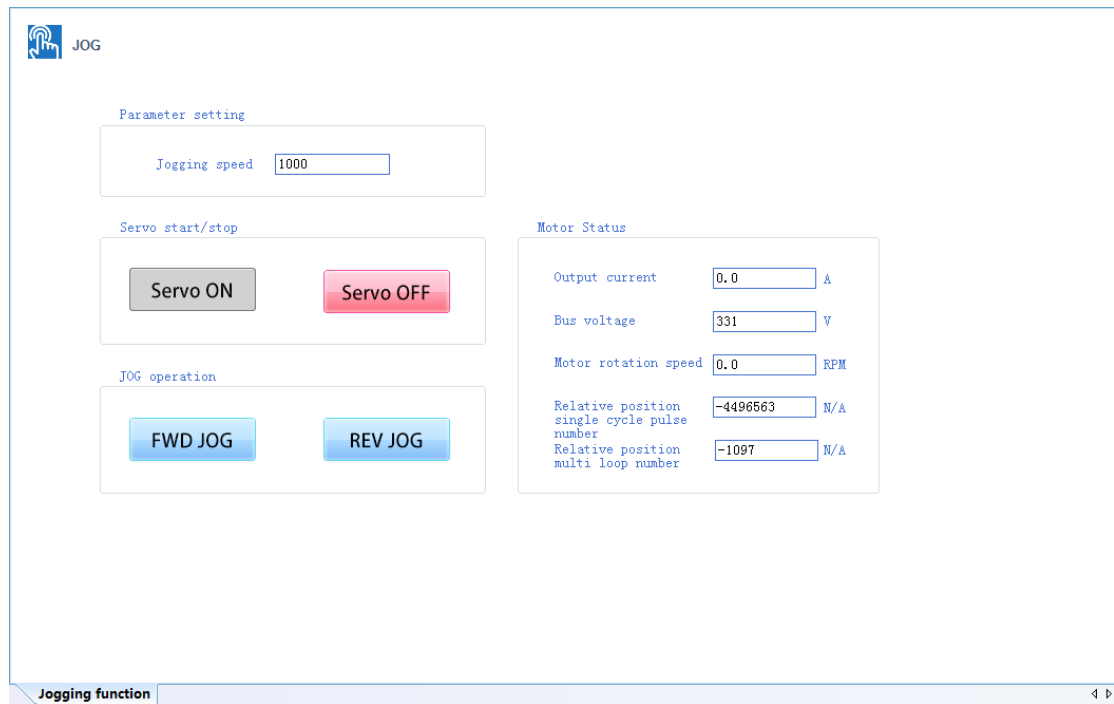 JOG
Parameter setting
Jogging speed 1000
Servo start/stop
Servo ON Servo OFF
JOG operation
FWD JOG REV JOG
Motor Status
Output current 0.0 A
Bus voltage 331 V
Motor rotation speed 0.0 RPM
Relative position -4496563 N/A
single cycle pulse
number
Relative position -1097 N/A
multi loop number
Jogging function